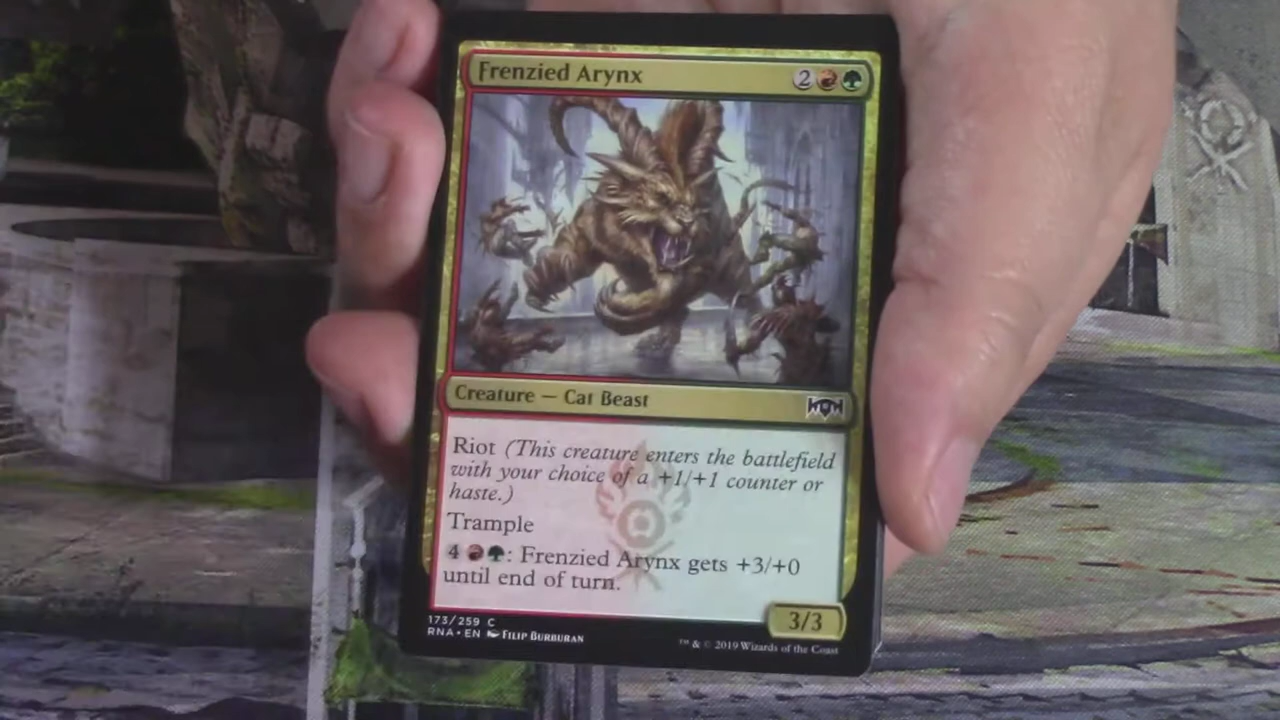 Frenzied Arynx 2
Creature — Cat Beast
Riot (This creature enters the battlefield
with your choice of a +1/+1 counter or
haste.)
Trample
4 : Frenzied Arynx gets +3/+0
until end of turn.
3/3
173/259 C
RNA • EN Filip Burburan
™ & © 2019 Wizards of the Coast